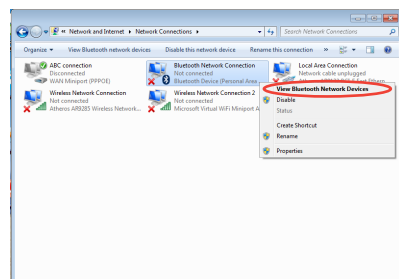 « Network and Internet ▸ Network Connections ▸
Search Network Connections
Organize
View Bluetooth network devices
Disable this network device
Rename this connection
»
ABC connection
Disconnected
WAN Miniport (PPPOE)
Bluetooth Network Connection
Not connected
Bluetooth Device (Personal Area
Local Area Connection
Network cable unplugged
Wireless Network Connection
Not connected
Atheros AR9285 Wireless Network...
Wireless Network Connection 2
Not connected
Microsoft Virtual WiFi Miniport A
View Bluetooth Network Devices
Disable
Status
Create Shortcut
Rename
Properties